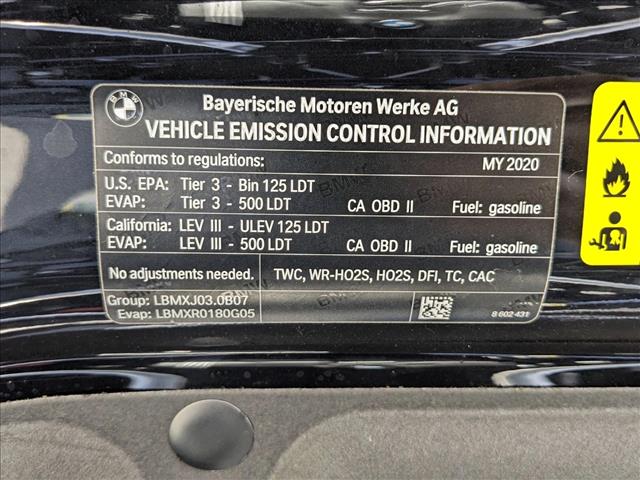 BMW
Bayerische Motoren Werke AG
VEHICLE EMISSION CONTROL INFORMATION
Conforms to regulations: MY 2020
U.S. EPA: Tier 3 - Bin 125 LDT
EVAP: Tier 3 - 500 LDT CA OBD II Fuel: gasoline
California: LEV III - ULEV 125 LDT
EVAP: LEV III - 500 LDT CA OBD II Fuel: gasoline
No adjustments needed. TWC, WR-HO2S, HO2S, DFI, TC, CAC
Group: LBMXJ03.0B07
Evap: LBMXR0180G05
8 602 431